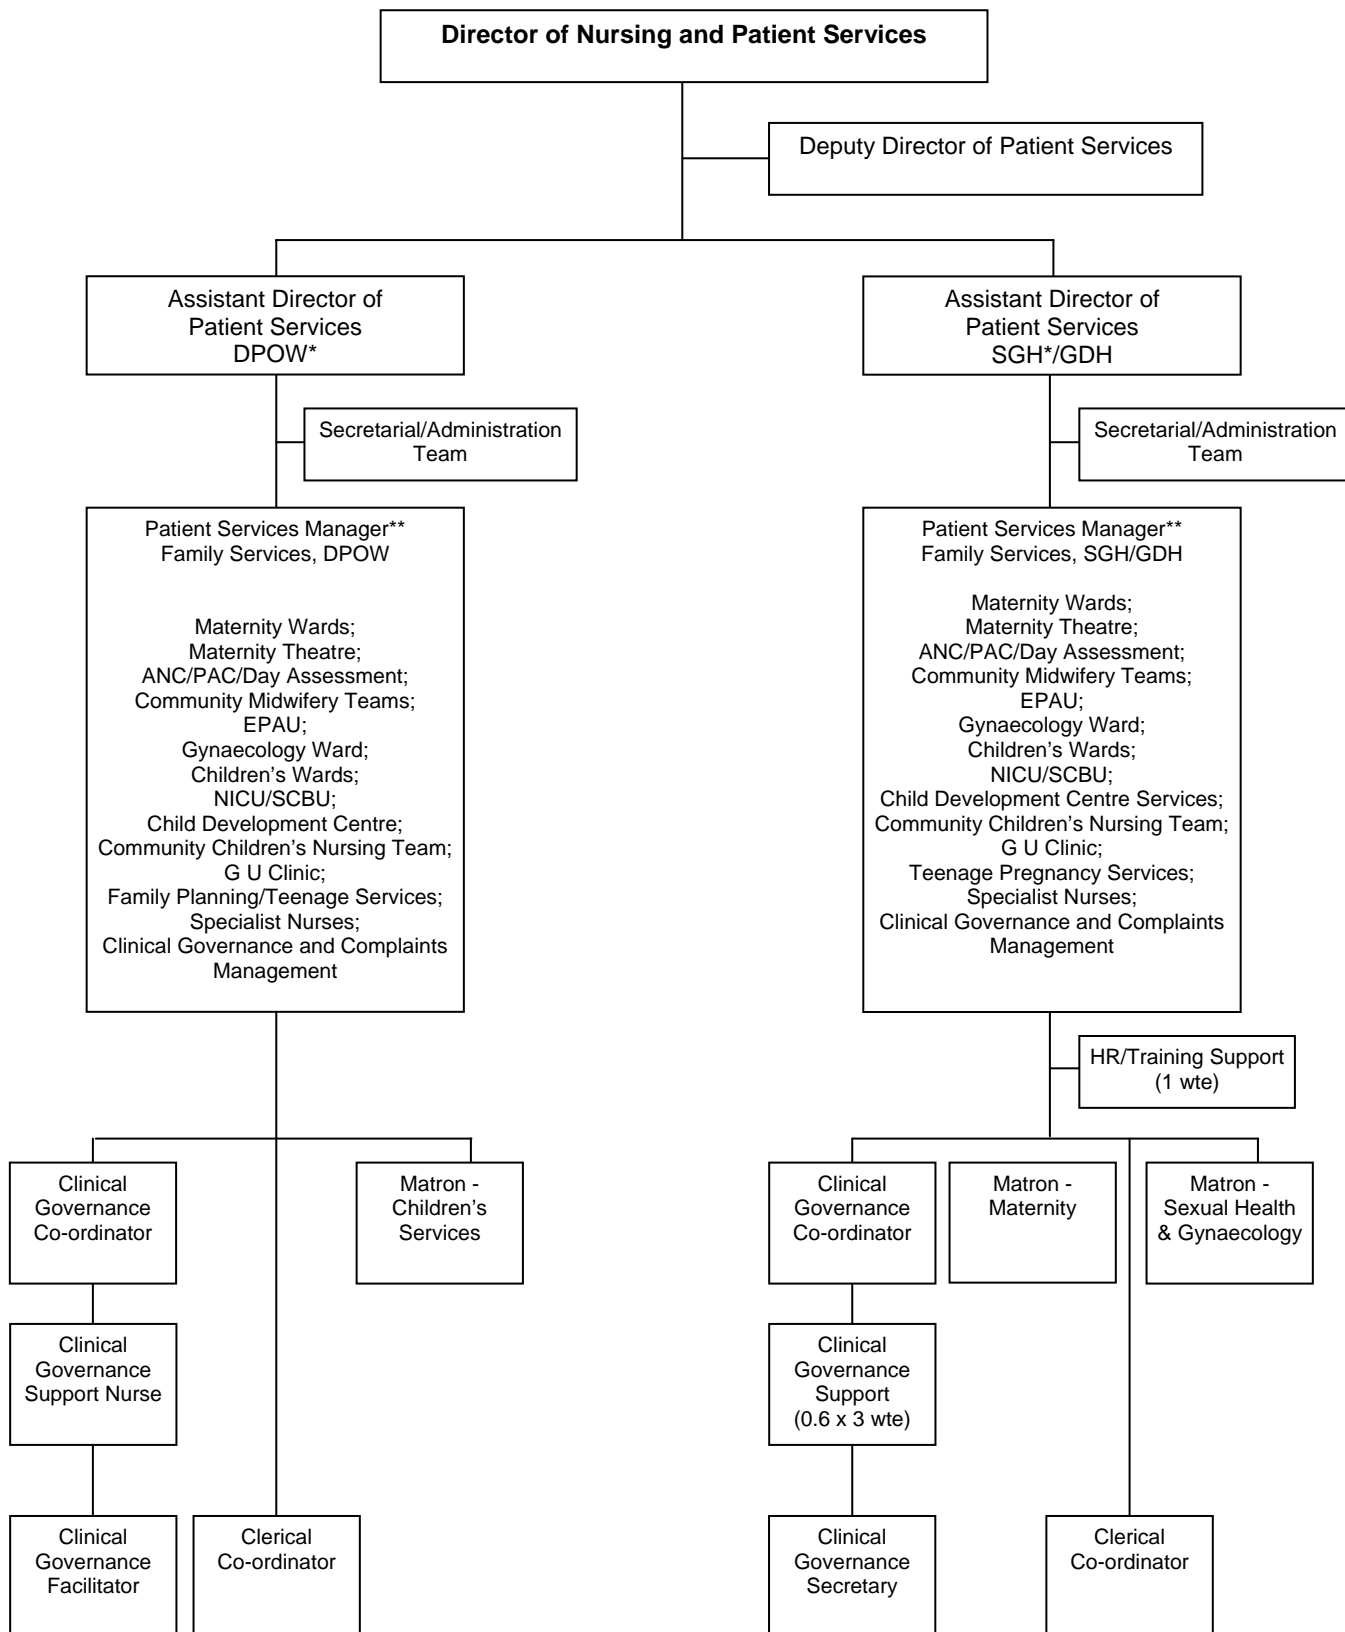 Director of Nursing and Patient Services
Deputy Director of Patient Services
Assistant Director of
Patient Services
DPOW*
Assistant Director of
Patient Services
SGH*/GDH
Secretarial/Administration
Team
Secretarial/Administration
Team
Patient Services Manager**
Family Services, DPOW
Maternity Wards;
Maternity Theatre;
ANC/PAC/Day Assessment;
Community Midwifery Teams;
EPAU;
Gynaecology Ward;
Children's Wards;
NICU/SCBU;
Child Development Centre;
Community Children's Nursing Team;
G U Clinic;
Family Planning/Teenage Services;
Specialist Nurses;
Clinical Governance and Complaints
Management
Patient Services Manager**
Family Services, SGH/GDH
Maternity Wards;
Maternity Theatre;
ANC/PAC/Day Assessment;
Community Midwifery Teams;
EPAU;
Gynaecology Ward;
Children's Wards;
NICU/SCBU;
Child Development Centre Services;
Community Children's Nursing Team;
G U Clinic;
Teenage Pregnancy Services;
Specialist Nurses;
Clinical Governance and Complaints
Management
HR/Training Support
(1 wte)
Clinical
Governance
Co-ordinator
Matron -
Children's
Services
Clinical
Governance
Co-ordinator
Matron -
Maternity
Matron -
Sexual Health
& Gynaecology
Clinical
Governance
Support Nurse
Clinical
Governance
Support
(0.6 x 3 wte)
Clinical
Governance
Facilitator
Clerical
Co-ordinator
Clinical
Governance
Secretary
Clerical
Co-ordinator